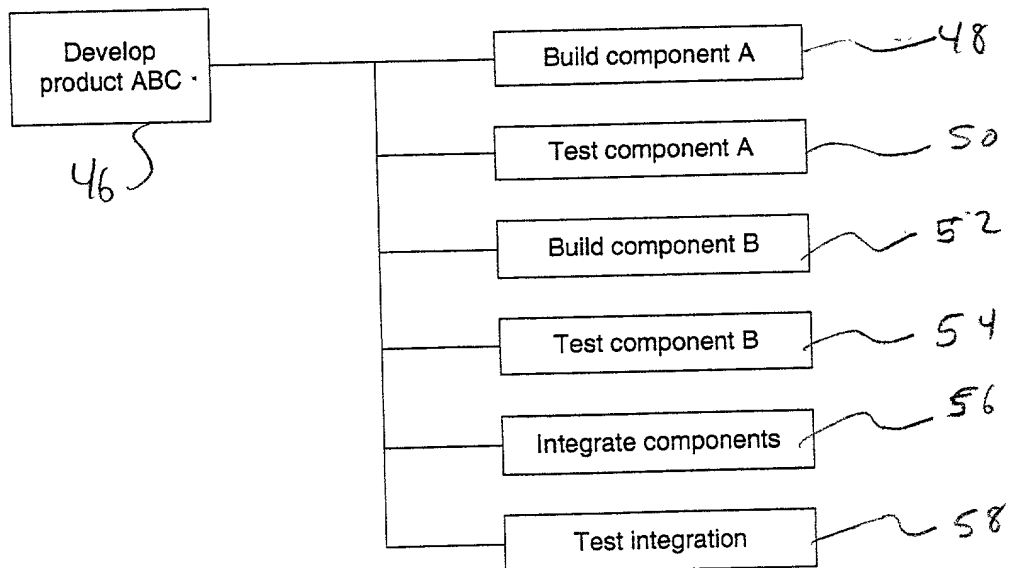 Develop
product ABC
46
Build component A
48
Test component A
50
Build component B
52
Test component B
54
Integrate components
56
Test integration
58